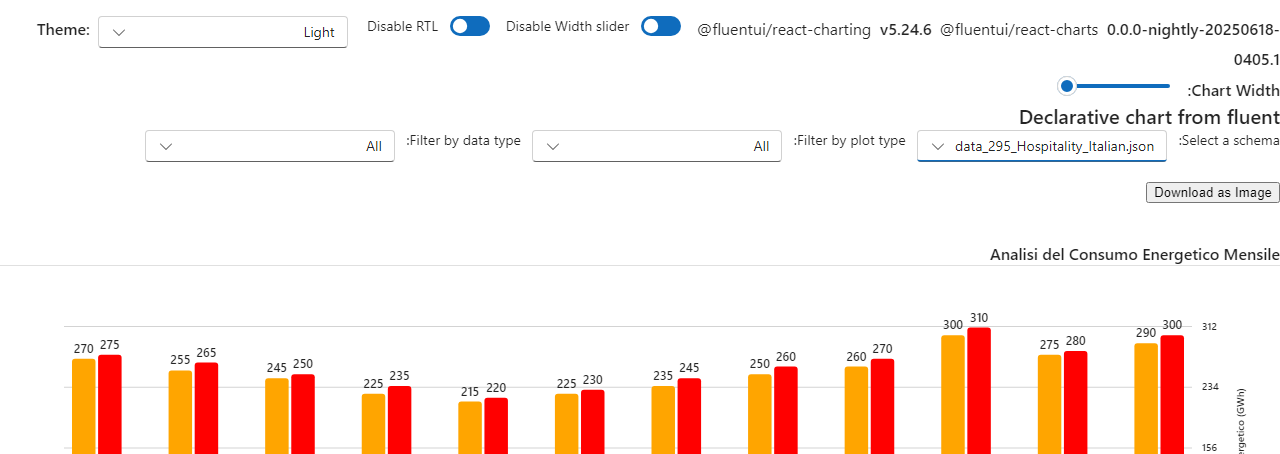 Theme: Light Disable RTL Disable Width slider @fluentui/react-charting v5.24.6 @fluentui/react-charts 0.0.0-nightly-20250618-
0405.1
:Chart Width
Declarative chart from fluent
:Select a schema data_295_Hospitality_Italian.json :Filter by plot type All :Filter by data type All
Download as Image
Analisi del Consumo Energetico Mensile
270 275 255 265 245 250 225 235 215 220 225 230 235 245 250 260 260 270 300 310 275 280 290 300
312
234
156
(GWh)